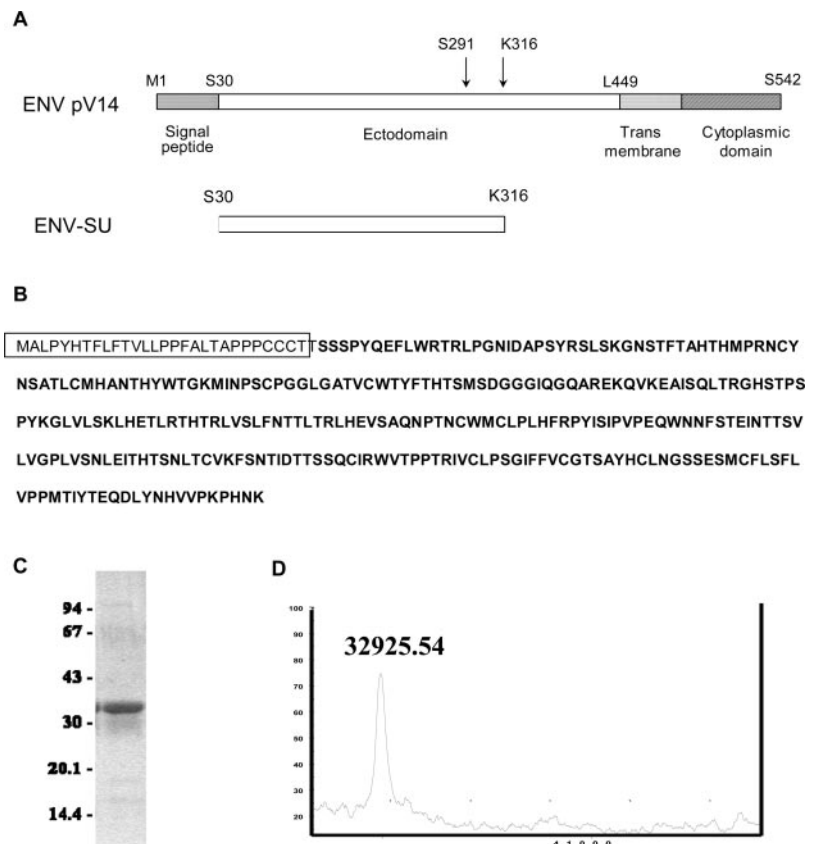 A
S291 K316
M1 S30 L449 S542
ENV pV14
Signal peptide
Ectodomain
Trans membrane
Cytoplasmic domain
S30 K316
ENV-SU
B
MALPYHTFLFTVLLPPFALTAPPPCCCTTSSSPYQEFLWRTRLPGNIDAPSYRSLSKGNSTFTAHTHMPRNCY
NSATLCMHANTHYWTGKMINPSCPGGLGATVCWTYFTHTSMSDGGGIQGQAREKQVKEAISQLTRGHSTPS
PYKGLVLSKLHETLRTHTRLVSLFNTTLTRLHEVSAQNPTNCWMCLPLHFRPYISIPVPEQWNNFSTEINTTSV
LVGPLVSNLEITHTSNLTCVKFSNTIDTTSSQCIRWVTPPTRIVCLPSGIFFVCGTSAYHCLNGSSESMCFLSFL
VPPMTIYTEQDLYNHVVPKPHNK
C
94 -
67 -
43 -
30 -
20.1 -
14.4 -
D
100
90
80
70
60
50
40
30
20
32925.54